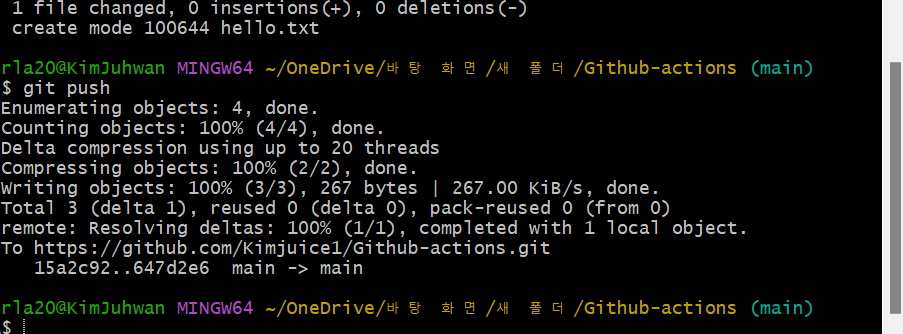 1 file changed, 0 insertions(+), 0 deletions(-)
create mode 100644 hello.txt
rla20@KimJuhwan MINGW64 ~/OneDrive/바탕 화면/새 폴더/Github-actions (main)
$ git push
Enumerating objects: 4, done.
Counting objects: 100% (4/4), done.
Delta compression using up to 20 threads
Compressing objects: 100% (2/2), done.
Writing objects: 100% (3/3), 267 bytes | 267.00 KiB/s, done.
Total 3 (delta 1), reused 0 (delta 0), pack-reused 0 (from 0)
remote: Resolving deltas: 100% (1/1), completed with 1 local object.
To https://github.com/Kimjuice1/Github-actions.git
15a2c92..647d2e6 main -> main
rla20@KimJuhwan MINGW64 ~/OneDrive/바탕 화면/새 폴더/Github-actions (main)
$